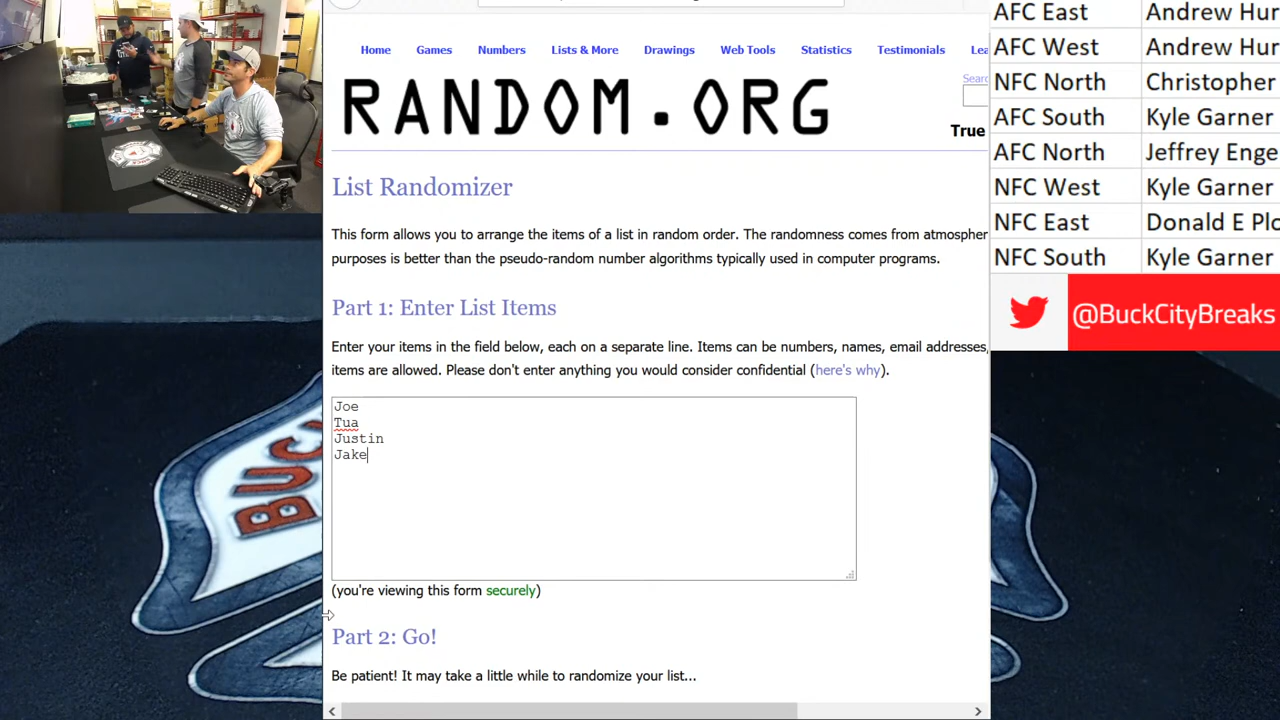 Home Games Numbers Lists & More Drawings Web Tools Statistics Testimonials
RANDOM.ORG
True
List Randomizer
This form allows you to arrange the items of a list in random order. The randomness comes from
purposes is better than the pseudo-random number algorithms typically used in computer programs.
Part 1: Enter List Items
Enter your items in the field below, each on a separate line. Items can be numbers, names, email addresses,
items are allowed. Please don't enter anything you would consider confidential (here's why).
Joe
Tua
Justin
Jake
(you're viewing this form securely)
Part 2: Go!
Be patient! It may take a little while to randomize your list...
AFC East Andrew Hur
AFC West Andrew Hur
NFC North Christopher
AFC South Kyle Garner
AFC North Jeffrey Enge
NFC West Kyle Garner
NFC East Donald E Plo
NFC South Kyle Garner
@BuckCityBreaks
BUC